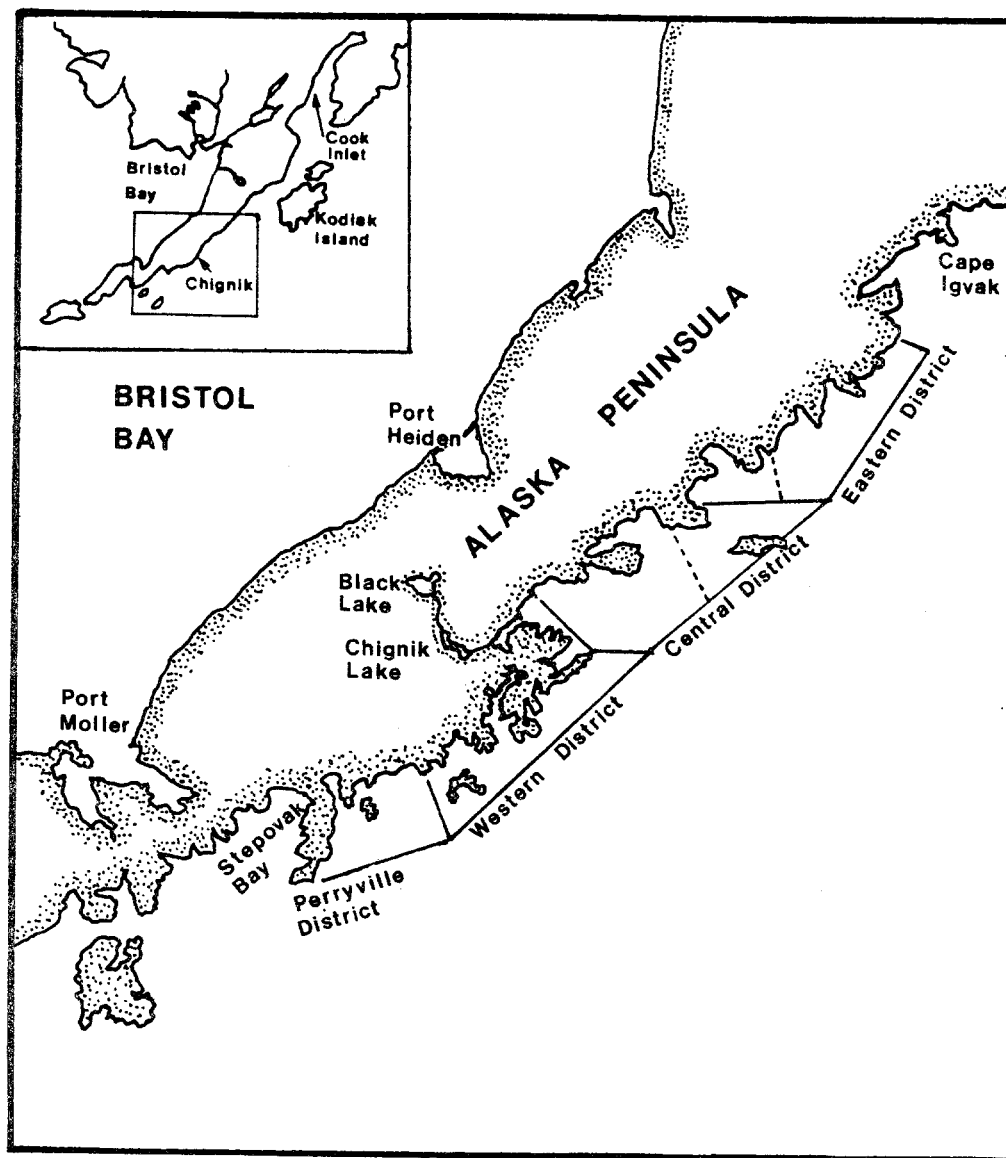 Cook
Inlet
Bristol
Bay
Kodiak
Island
Chignik
BRISTOL
BAY
Port
Heiden
ALASKA PENINSULA
Cape
Igvak
Black
Lake
Chignik
Lake
Port
Moller
Stepovak
Bay
Perryville
District
Western District
Central District
Eastern District